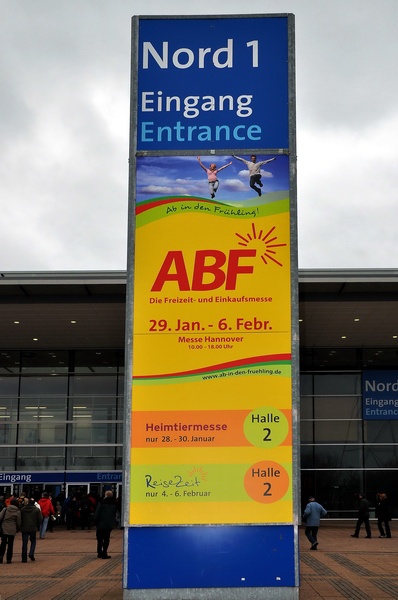 Nord 1
Eingang
Entrance
Ab in den Frühling!
ABF
Die Freizeit- und Einkaufsmesse
29. Jan. - 6. Febr.
Messe Hannover
10.00 - 18.00 Uhr
www.ab-in-den-fruehling.de
Heimtiermesse
nur 28. - 30. Januar
Halle
2
ReiseZeit
nur 4. - 6. Februar
Halle
2
Nord
Eingang
Entrance
Eingang
Entran